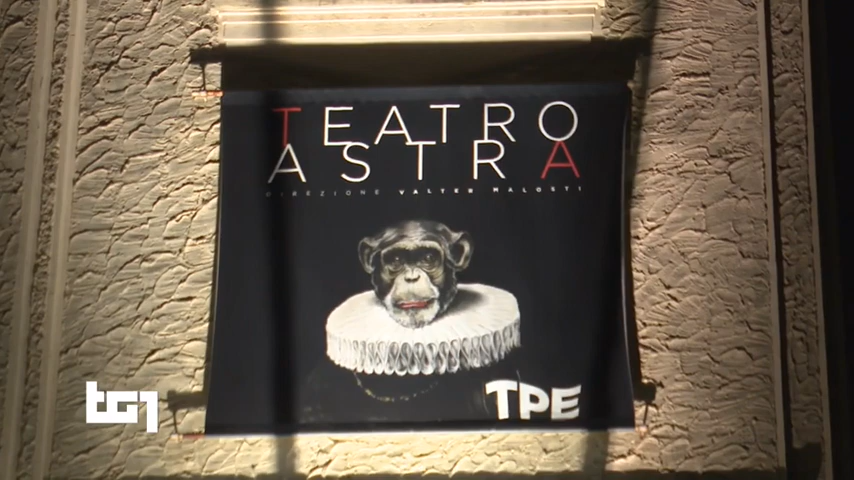 TEATRO
ASTRA
DIREZIONE VALTER MALOSTI
TPE
tg1